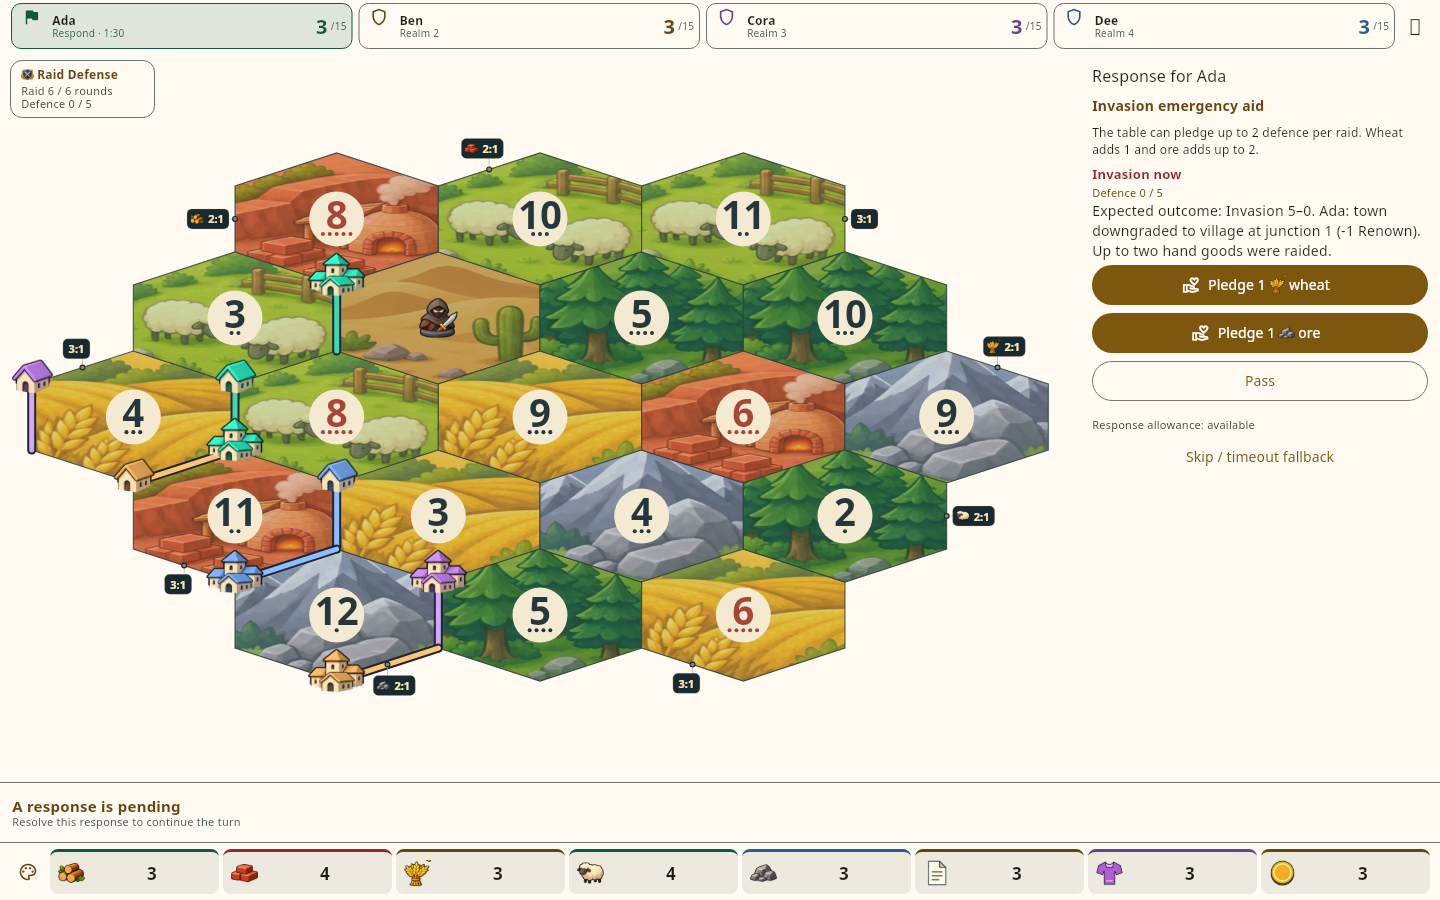 Ada
Respond · 1:30
3 /15
Ben
Realm 2
3 /15
Cora
Realm 3
3 /15
Dee
Realm 4
3 /15
Raid Defense
Raid 6 / 6 rounds
Defence 0 / 5
2:1
2:1
8
10
11
3:1
3
5
10
3:1
2:1
4
8
9
6
9
11
3
4
2
2:1
3:1
12
5
6
2:1
3:1
Response for Ada
Invasion emergency aid
The table can pledge up to 2 defence per raid. Wheat
adds 1 and ore adds up to 2.
Invasion now
Defence 0 / 5
Expected outcome: Invasion 5–0. Ada: town
downgraded to village at junction 1 (-1 Renown).
Up to two hand goods were raided.
Pledge 1 wheat
Pledge 1 ore
Pass
Response allowance: available
Skip / timeout fallback
A response is pending
Resolve this response to continue the turn
3
4
3
4
3
3
3
3